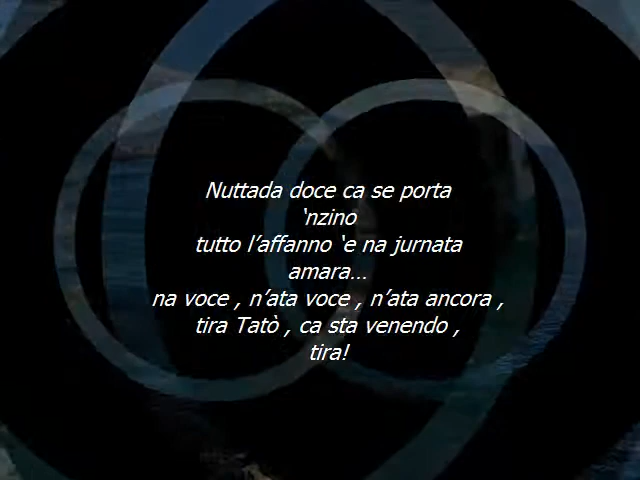 Nuttada doce ca se porta
‘nzino
tutto l’affanno ‘e na jurnata
amara...
na voce , n’ata voce , n’ata ancora ,
tira Tatò , ca sta venendo ,
tira!